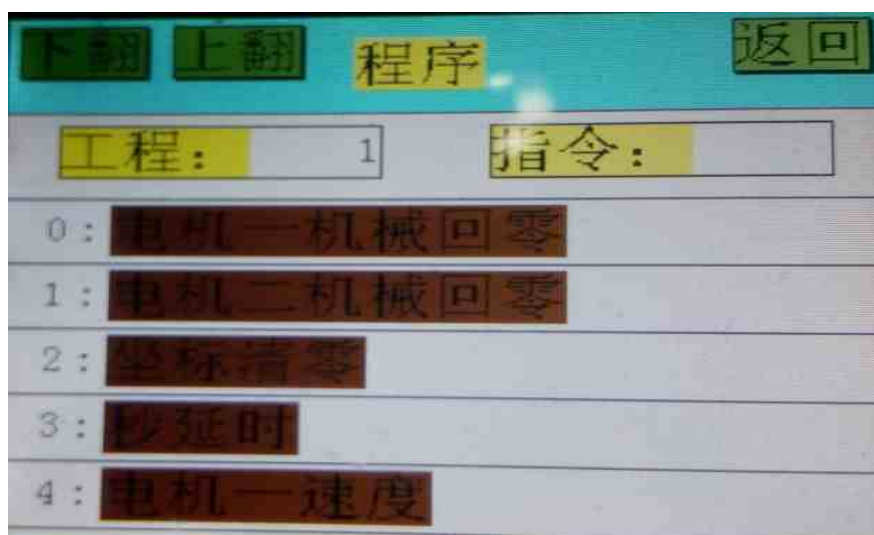 下翻 上翻 程序 返回
工程： 1 指令：
0：电机一机械回零
1：电机二机械回零
2：坐标清零
3：秒延时
4：电机一速度